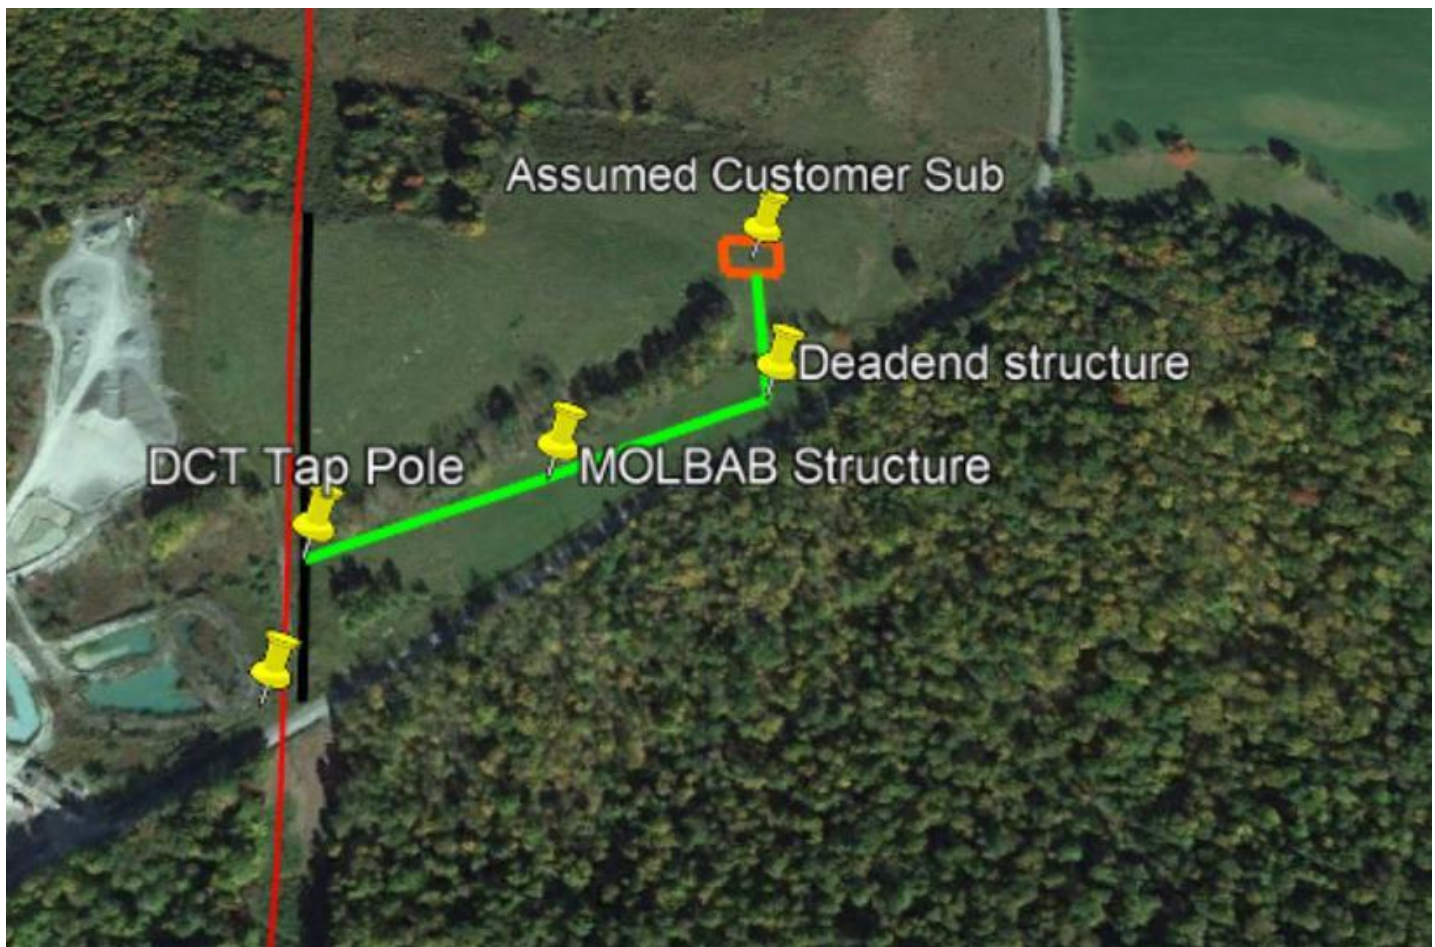 Assumed Customer Sub
Deadend structure
DCT Tap Pole
MOLBAB Structure